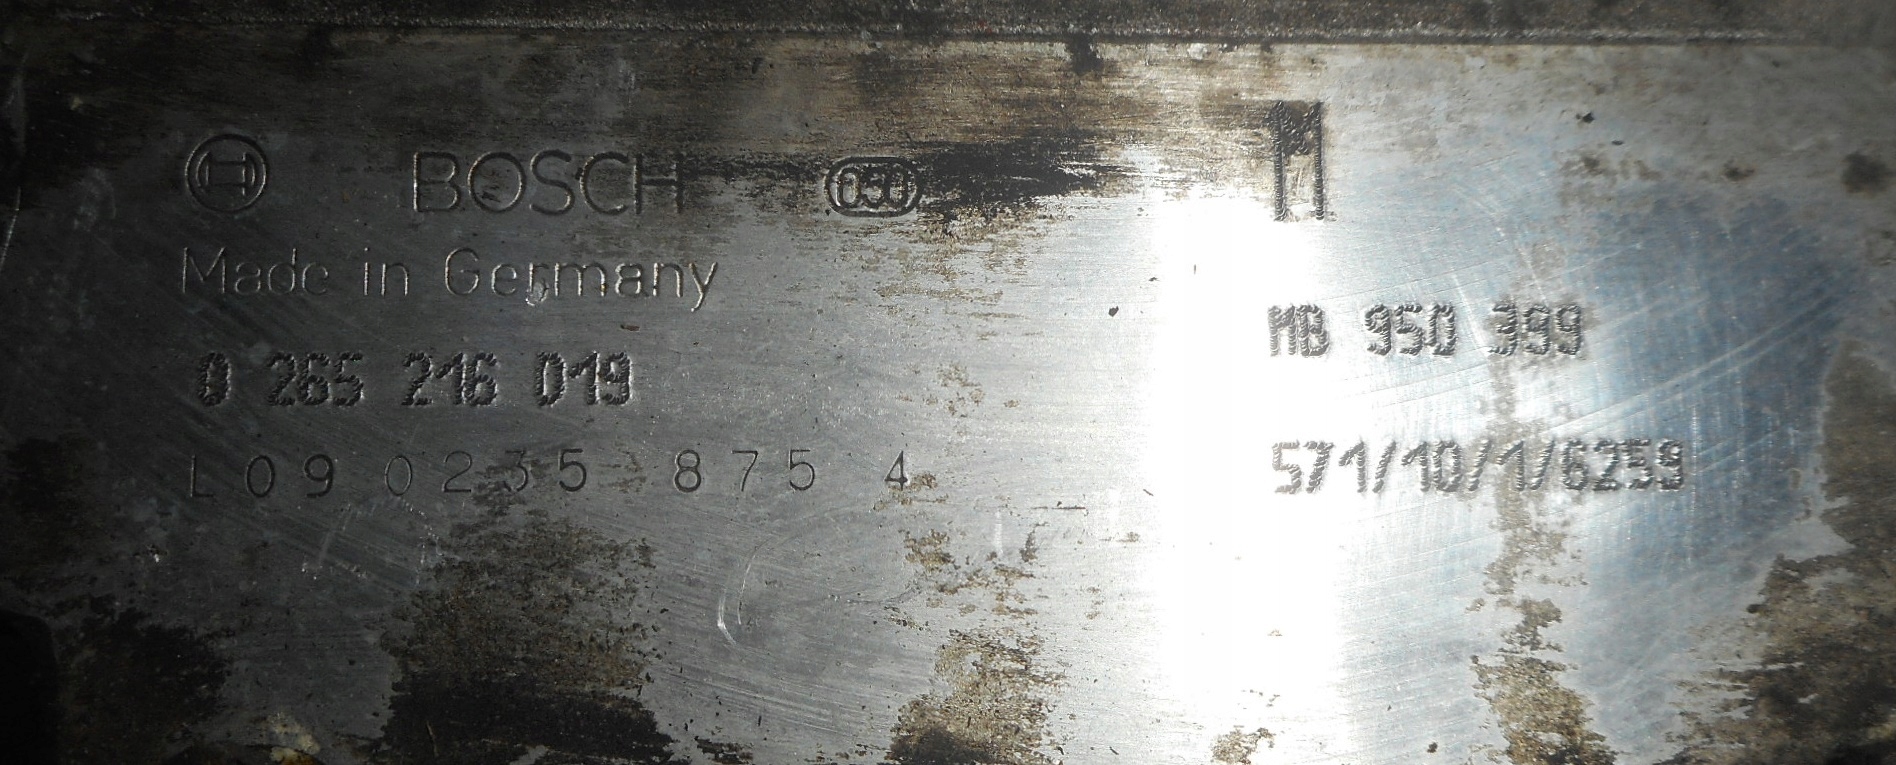 BOSCH 050
Made in Germany
0 265 216 019
L09 0235 875 4
M
MB 950 399
571/10/1/6259